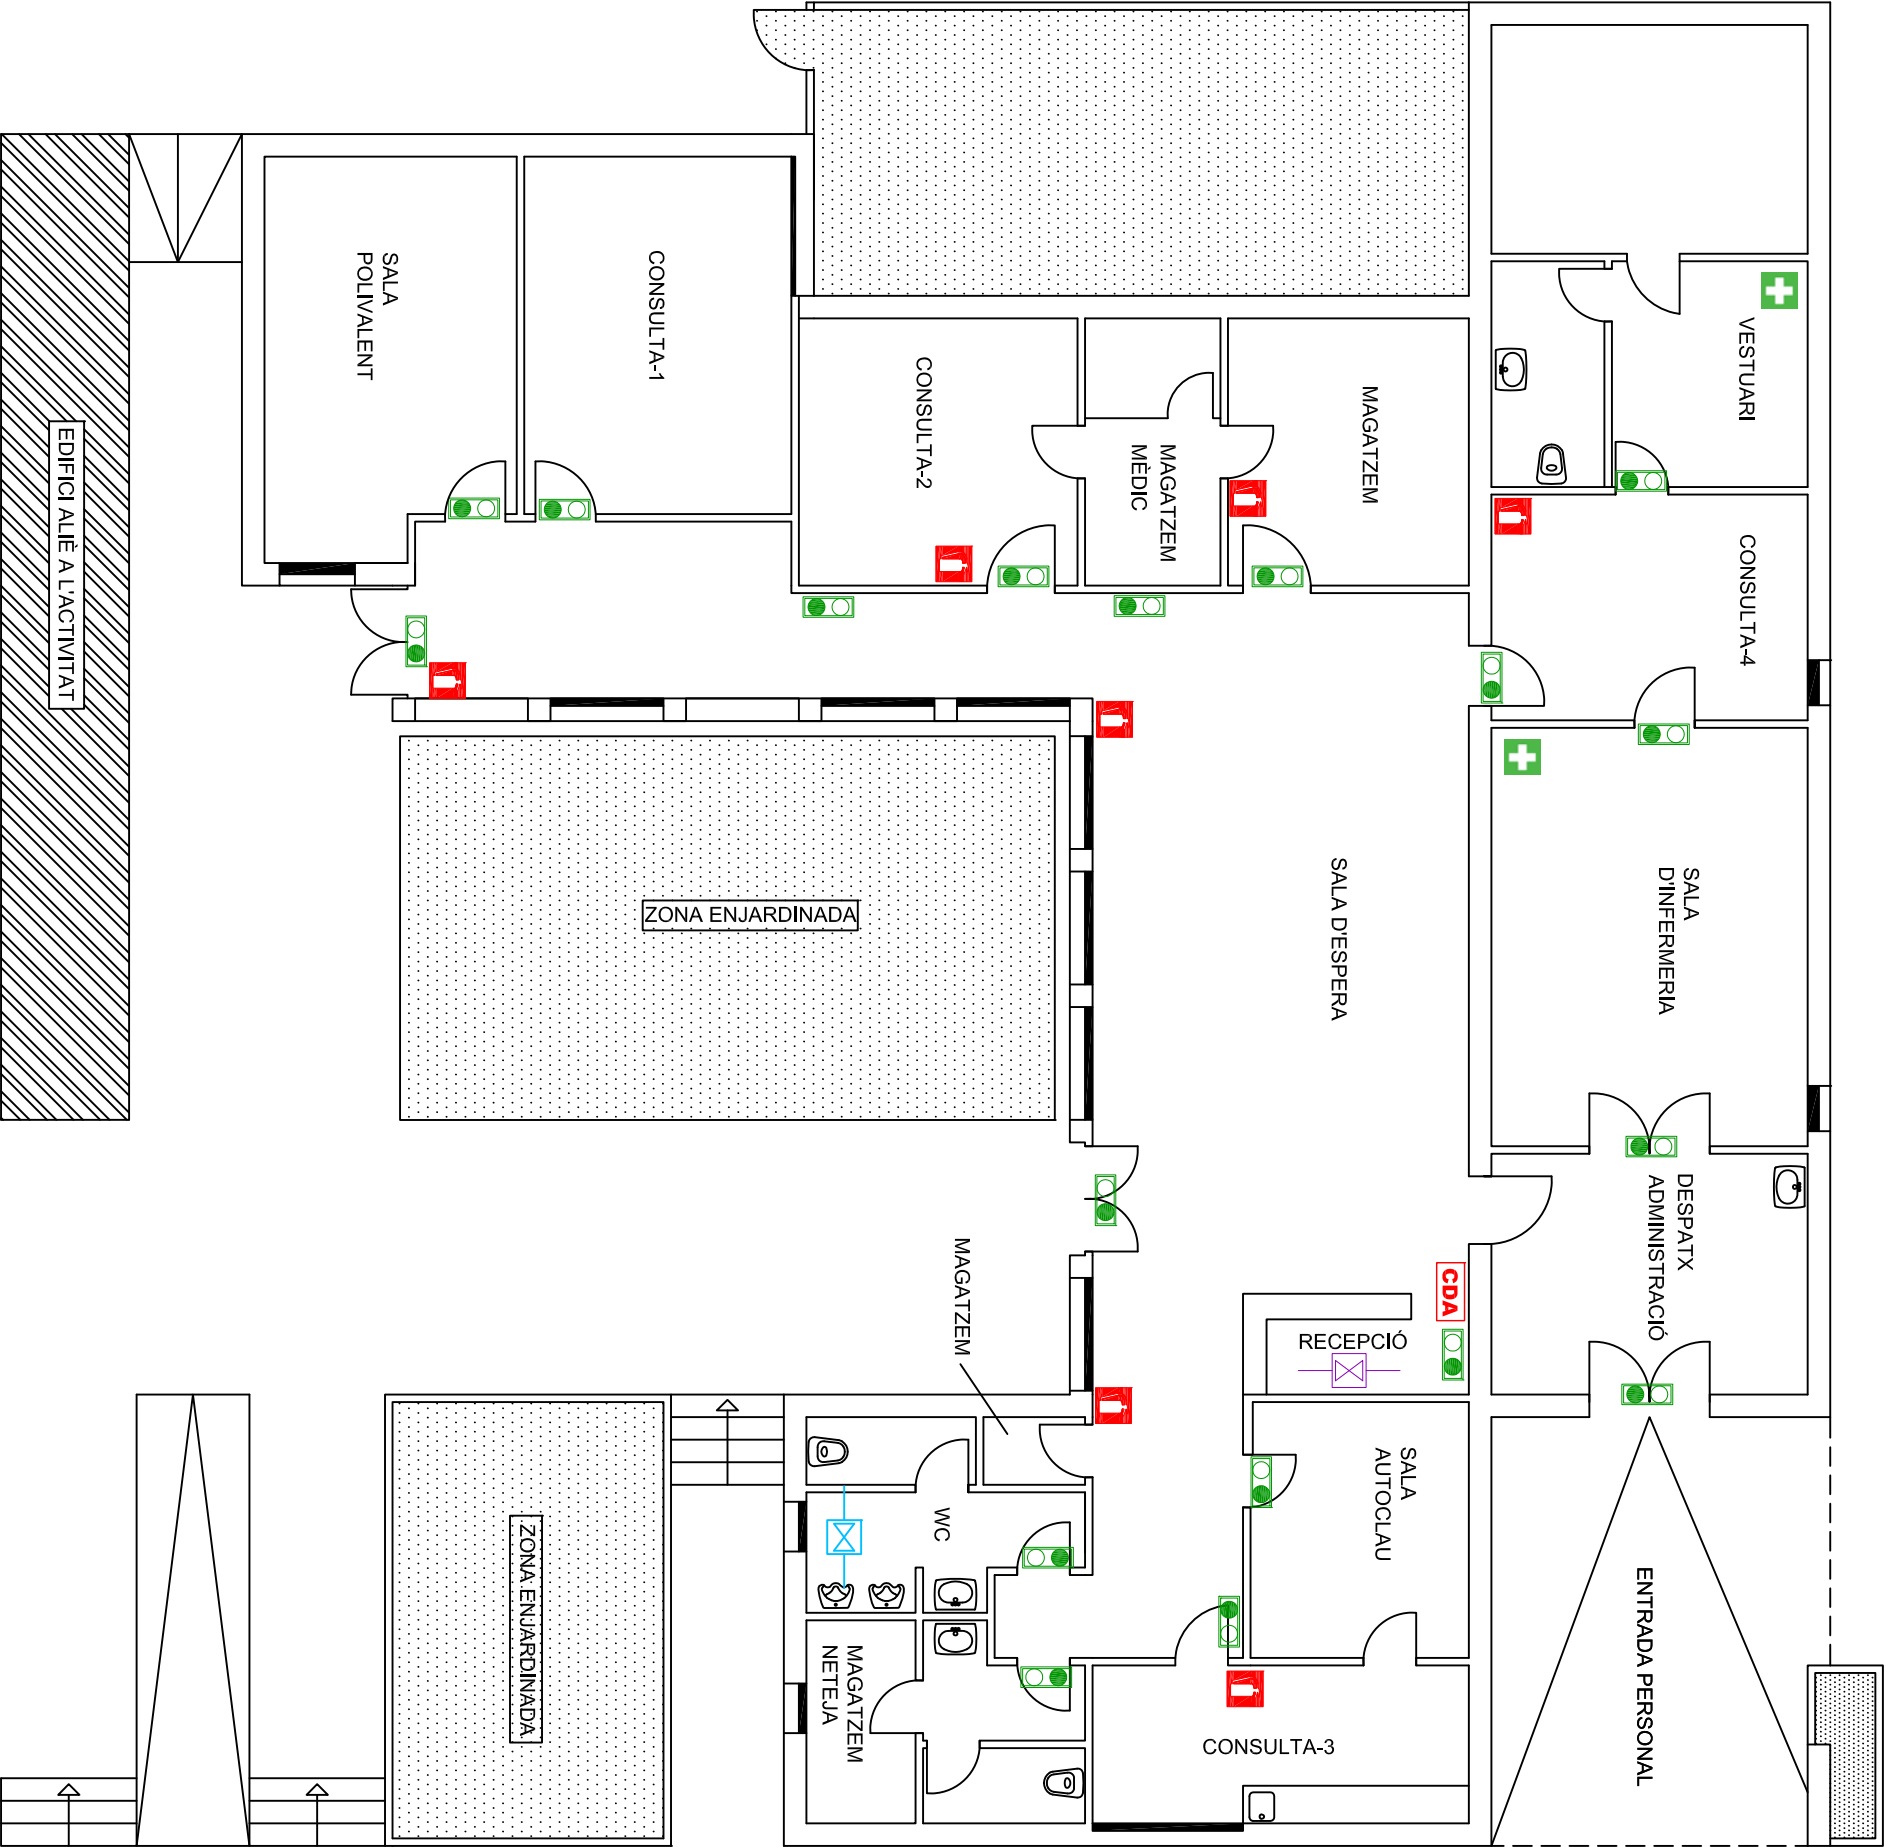 VESTUARI
SALA
POLIVALENT
CONSULTA-1
CONSULTA-2
MAGATZEM
MÈDIC
MAGATZEM
CONSULTA-4
EDIFICI ALIÈ A L'ACTIVITAT
ZONA ENJARDINADA
SALA D'ESPERA
SALA
D'INFERMERIA
DESPATX
ADMINISTRACIÓ
CDA
RECEPCIÓ
MAGATZEM
SALA
AUTOCLAU
WC
ZONA ENJARDINADA
MAGATZEM
NETEJA
CONSULTA-3
ENTRADA PERSONAL